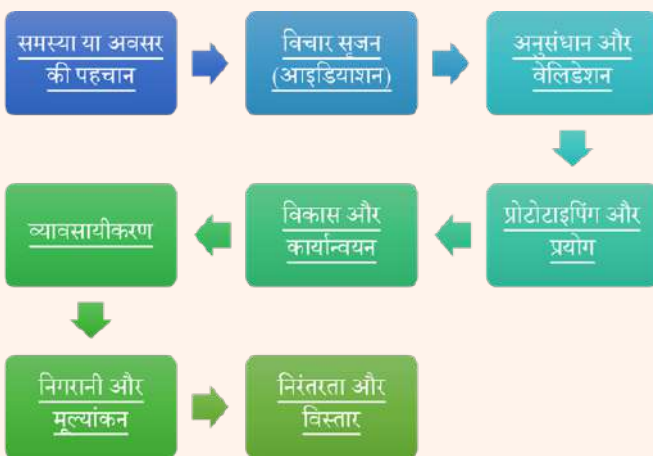 समस्या या अवसर
की पहचान
विचार सृजन
(आइडियाशन)
अनुसंधान और
वेलिडेशन
प्रोटोटाइपिंग और
प्रयोग
विकास और
कार्यान्वयन
व्यावसायीकरण
निगरानी और
मूल्यांकन
निरंतरता और
विस्तार